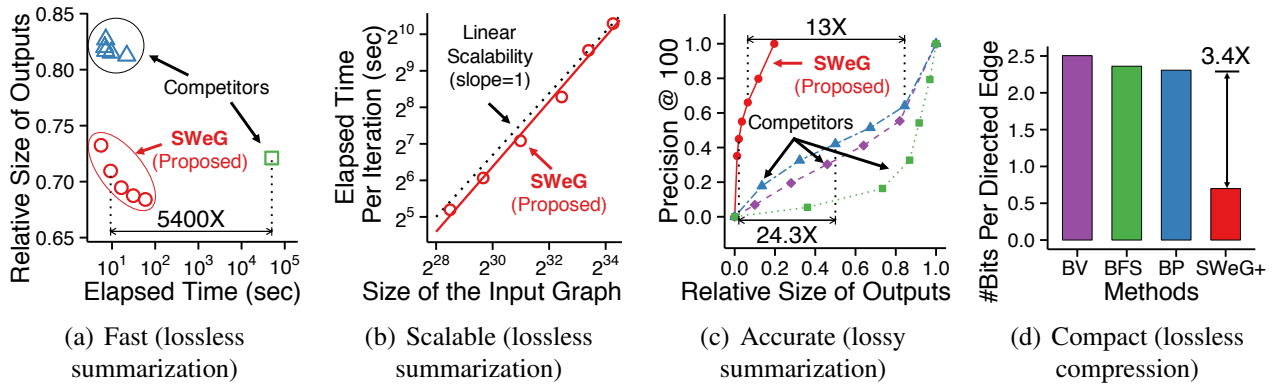 Relative Size of Outputs
0.85
0.80
0.75
0.70
0.65
Competitors
SWeG
(Proposed)
5400X
10^1 10^2 10^3 10^4 10^5
Elapsed Time (sec)
(a) Fast (lossless
summarization)
Elapsed Time
Per Iteration (sec)
2^10
2^9
2^8
2^7
2^6
2^5
Linear
Scalability
(slope=1)
SWeG
(Proposed)
2^28 2^30 2^32 2^34
Size of the Input Graph
(b) Scalable (lossless
summarization)
Precision @ 100
1.0
0.8
0.6
0.4
0.2
0.0
13X
SWeG
(Proposed)
Competitors
24.3X
0.0 0.2 0.4 0.6 0.8 1.0
Relative Size of Outputs
(c) Accurate (lossy
summarization)
#Bits Per Directed Edge
2.5
2.0
1.5
1.0
0.5
0.0
3.4X
BV BFS BP SWeG+
Methods
(d) Compact (lossless
compression)